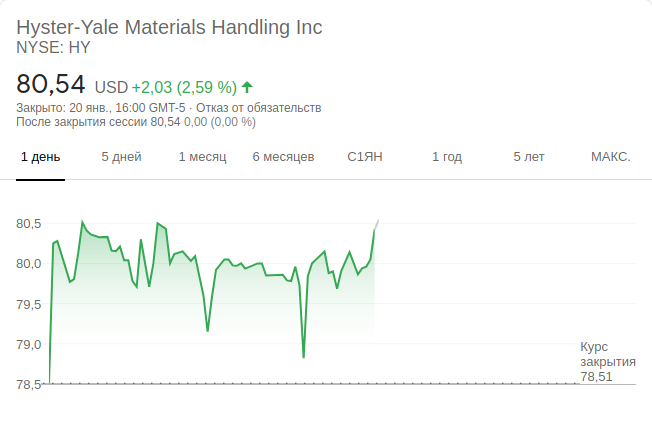 Hyster-Yale Materials Handling Inc
NYSE: HY
80,54 USD +2,03 (2,59 %)
Закрыто: 20 янв., 16:00 GMT-5 · Отказ от обязательств
После закрытия сессии 80,54 0,00 (0,00 %)
1 день 5 дней 1 месяц 6 месяцев С1ЯН 1 год 5 лет МАКС.
80,5
80,0
79,5
79,0
78,5
Курс
закрытия
78,51